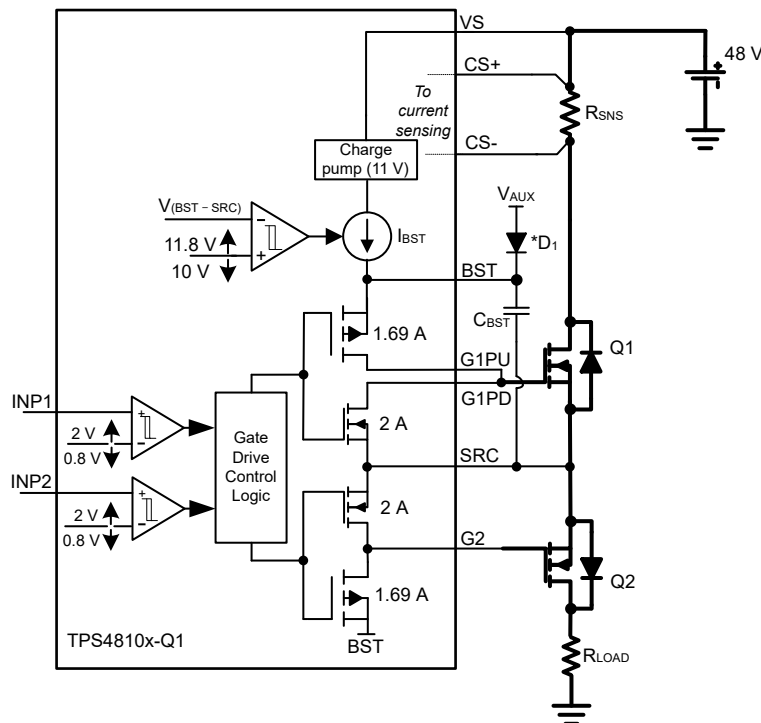 VS
CS+
48 V
To
current
sensing
RSNS
CS-
Charge
pump (11 V)
VAUX
V(BST – SRC)
*D1
11.8 V
IBST
10 V
BST
CBST
1.69 A
G1PU
Q1
G1PD
INP1
2 V
0.8 V
Gate
Drive
Control
Logic
2 A
SRC
INP2
2 V
0.8 V
2 A
G2
Q2
1.69 A
TPS4810x-Q1
BST
RLOAD